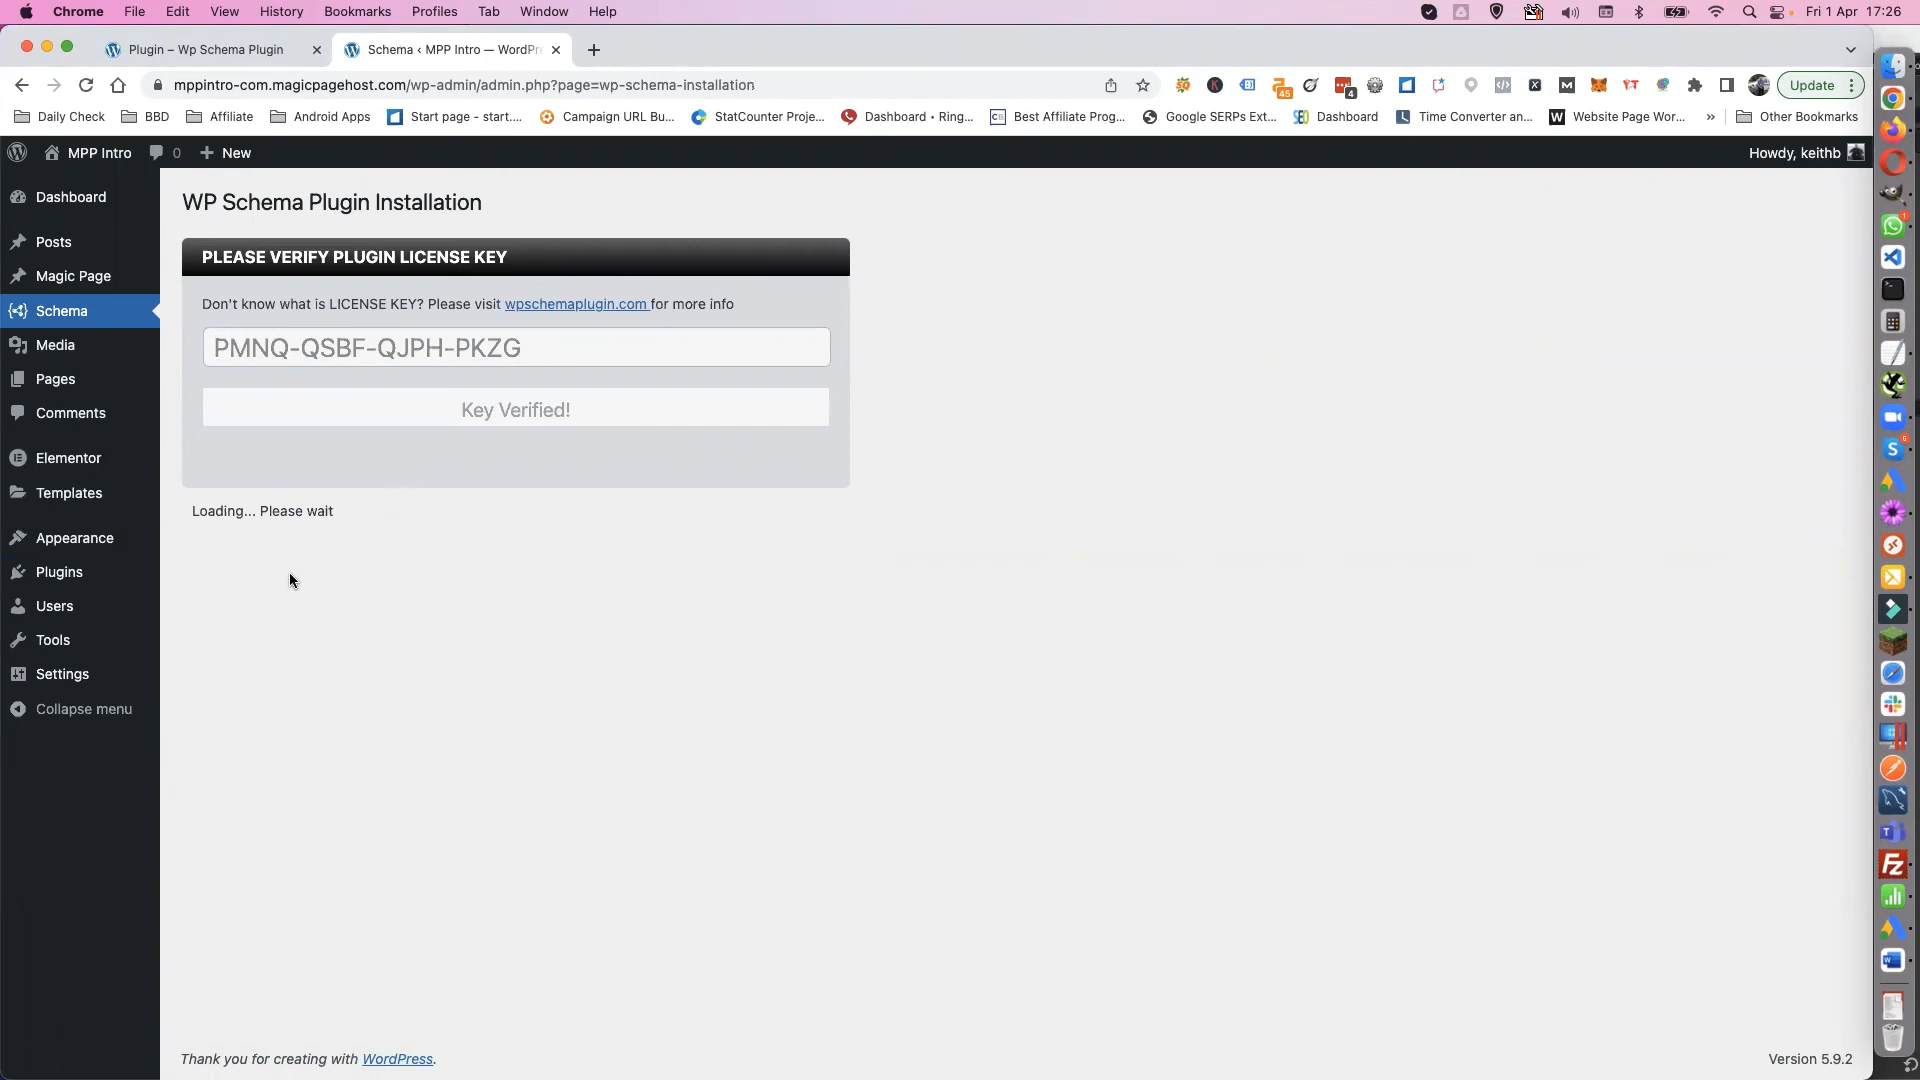 Chrome File Edit View History Bookmarks Profiles Tab Window Help Fri 1 Apr 17:26
Plugin – Wp Schema Plugin
Schema ‹ MPP Intro — WordPr
mppintro-com.magicpagehost.com/wp-admin/admin.php?page=wp-schema-installation
45
4
Update
Daily Check BBD Affiliate Android Apps Start page - start.... Campaign URL Bu... StatCounter Proje... Dashboard • Ring... Best Affiliate Prog... Google SERPs Ext... Dashboard Time Converter an... Website Page Wor... » Other Bookmarks
MPP Intro 0 New Howdy, keithb
Dashboard
Posts
Magic Page
Schema
Media
Pages
Comments
Elementor
Templates
Appearance
Plugins
Users
Tools
Settings
Collapse menu
WP Schema Plugin Installation
PLEASE VERIFY PLUGIN LICENSE KEY
Don't know what is LICENSE KEY? Please visit wpschemaplugin.com for more info
PMNQ-QSBF-QJPH-PKZG
Key Verified!
Loading... Please wait
Thank you for creating with WordPress.
Version 5.9.2